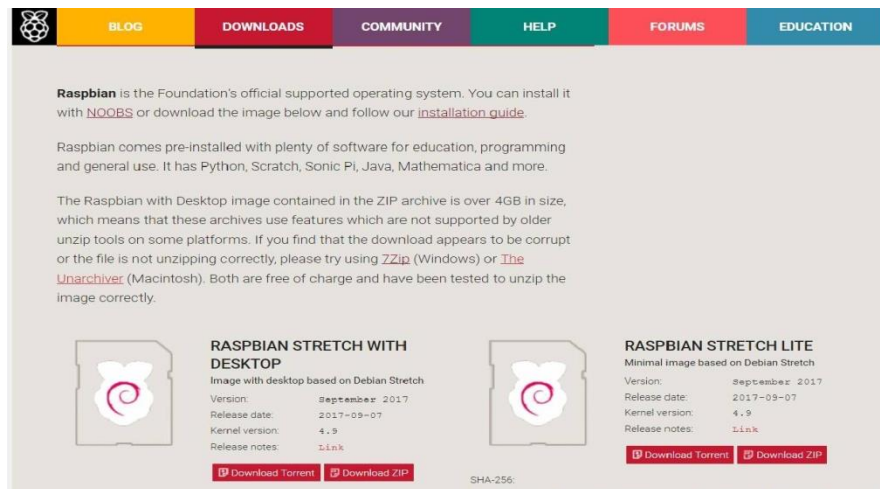 BLOG DOWNLOADS COMMUNITY HELP FORUMS EDUCATION
Raspbian is the Foundation's official supported operating system. You can install it
with NOOBS or download the image below and follow our installation guide.
Raspbian comes pre-installed with plenty of software for education, programming
and general use. It has Python, Scratch, Sonic Pi, Java, Mathematica and more.
The Raspbian with Desktop image contained in the ZIP archive is over 4GB in size,
which means that these archives use features which are not supported by older
unzip tools on some platforms. If you find that the download appears to be corrupt
or the file is not unzipping correctly, please try using 7Zip (Windows) or The
Unarchiver (Macintosh). Both are free of charge and have been tested to unzip the
image correctly.
RASPBIAN STRETCH WITH
DESKTOP
Image with desktop based on Debian Stretch
Version: September 2017
Release date: 2017-09-07
Kernel version: 4.9
Release notes: Link
Download Torrent Download ZIP
RASPBIAN STRETCH LITE
Minimal image based on Debian Stretch
Version: September 2017
Release date: 2017-09-07
Kernel version: 4.9
Release notes: Link
Download Torrent Download ZIP
SHA-256: